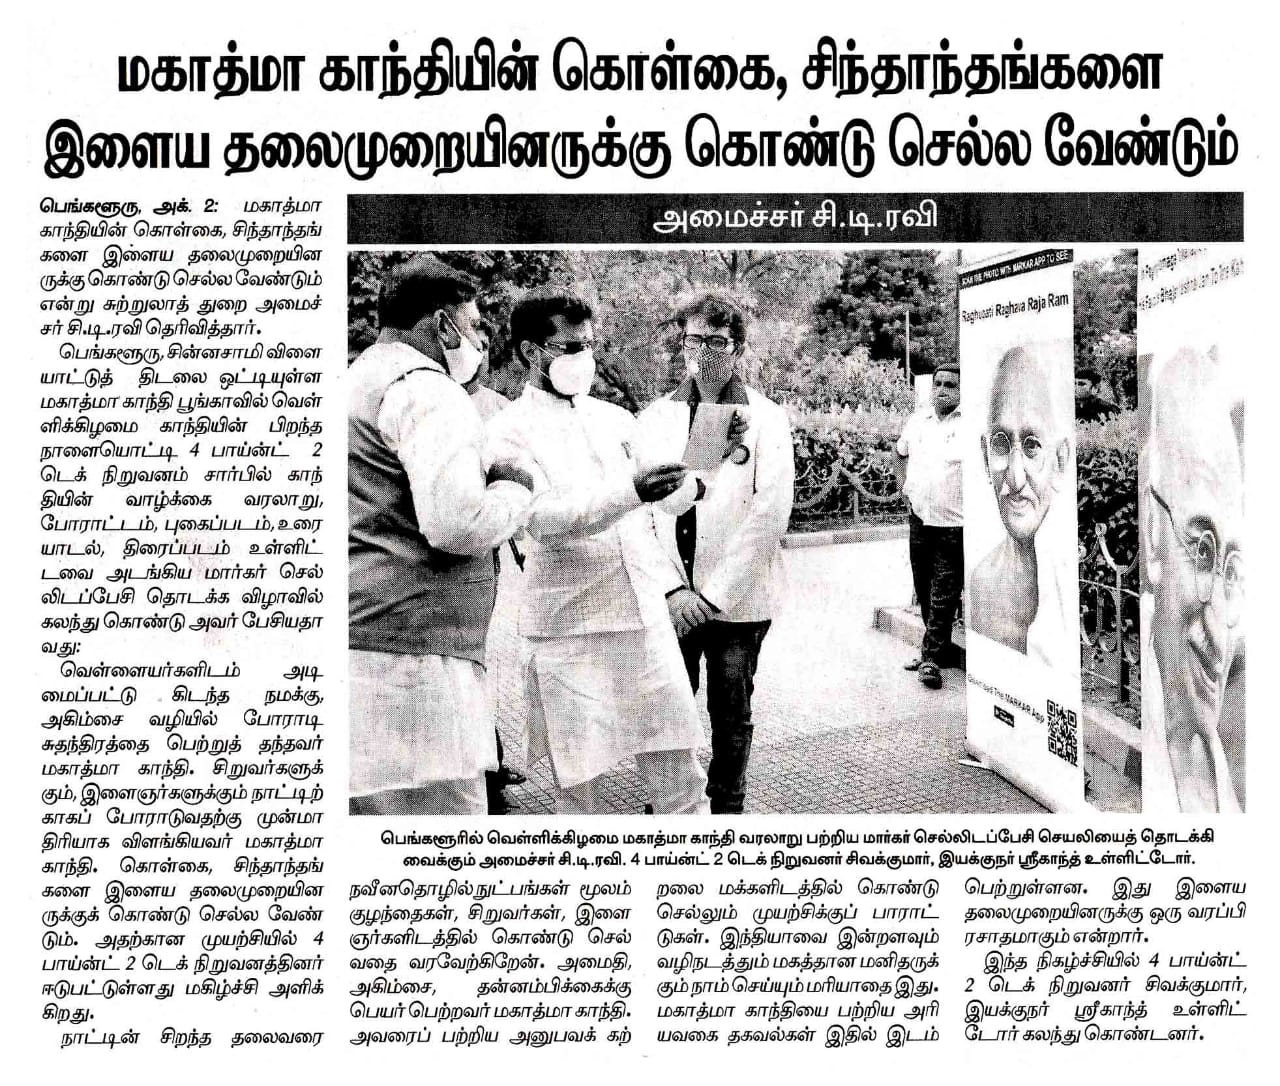 மகாத்மா காந்தியின் கொள்கை, சிந்தாந்தங்களை
இளைய தலைமுறையினருக்கு கொண்டு செல்ல வேண்டும்
அமைச்சர் சி.டி.ரவி
பெங்களூரு, அக். 2: மகாத்மா
காந்தியின் கொள்கை, சிந்தாந்தங்
களை இளைய தலைமுறையின
ருக்கு கொண்டு செல்ல வேண்டும்
என்று சுற்றுலாத் துறை அமைச்
சர் சி.டி.ரவி தெரிவித்தார்.
பெங்களூரு, சின்னசாமி விளை
யாட்டுத் திடலை ஒட்டியுள்ள
மகாத்மா காந்தி பூங்காவில் வெள்
ளிக்கிழமை காந்தியின் பிறந்த
நாளையொட்டி 4 பாய்ன்ட் 2
டெக் நிறுவனம் சார்பில் காந்
தியின் வாழ்க்கை வரலாறு,
போராட்டம், புகைப்படம், உரை
யாடல், திரைப்படம் உள்ளிட்
டவை அடங்கிய மார்கர் செல்
லிடப்பேசி தொடக்க விழாவில்
கலந்து கொண்டு அவர் பேசியதா
வது:
வெள்ளையர்களிடம் அடி
மைப்பட்டு கிடந்த நமக்கு,
அகிம்சை வழியில் போராடி
சுதந்திரத்தை பெற்றுத் தந்தவர்
மகாத்மா காந்தி. சிறுவர்களுக்
கும், இளைஞர்களுக்கும் நாட்டிற்
காகப் போராடுவதற்கு முன்மா
திரியாக விளங்கியவர் மகாத்மா
காந்தி. கொள்கை, சிந்தாந்தங்
களை இளைய தலைமுறையின
ருக்குக் கொண்டு செல்ல வேண்
டும். அதற்கான முயற்சியில் 4
பாய்ன்ட் 2 டெக் நிறுவனத்தினர்
ஈடுபட்டுள்ளது மகிழ்ச்சி அளிக்
கிறது.
நாட்டின் சிறந்த தலைவரை
SCAN THE PHOTO WITH MARKAR APP TO SEE
Raghupati Raghava Raja Ram
Download The MARKAR APP
பெங்களூரில் வெள்ளிக்கிழமை மகாத்மா காந்தி வரலாறு பற்றிய மார்கர் செல்லிடப்பேசி செயலியைத் தொடக்கி
வைக்கும் அமைச்சர் சி.டி.ரவி. 4 பாய்ன்ட் 2 டெக் நிறுவனர் சிவக்குமார், இயக்குநர் ஸ்ரீகாந்த் உள்ளிட்டோர்.
நவீனதொழில்நுட்பங்கள் மூலம்
குழந்தைகள், சிறுவர்கள், இளை
ஞர்களிடத்தில் கொண்டு செல்
வதை வரவேற்கிறேன். அமைதி,
அகிம்சை, தன்னம்பிக்கைக்கு
பெயர் பெற்றவர் மகாத்மா காந்தி.
அவரைப் பற்றிய அனுபவக் கற்
றலை மக்களிடத்தில் கொண்டு
செல்லும் முயற்சிக்குப் பாராட்
டுகள். இந்தியாவை இன்றளவும்
வழிநடத்தும் மகத்தான மனிதருக்
கும் நாம் செய்யும் மரியாதை இது.
மகாத்மா காந்தியை பற்றிய அரி
யவகை தகவல்கள் இதில் இடம்
பெற்றுள்ளன. இது இளைய
தலைமுறையினருக்கு ஒரு வரப்பி
ரசாதமாகும் என்றார்.
இந்த நிகழ்ச்சியில் 4 பாய்ன்ட்
2 டெக் நிறுவனர் சிவக்குமார்,
இயக்குநர் ஸ்ரீகாந்த் உள்ளிட்
டோர் கலந்து கொண்டனர்.